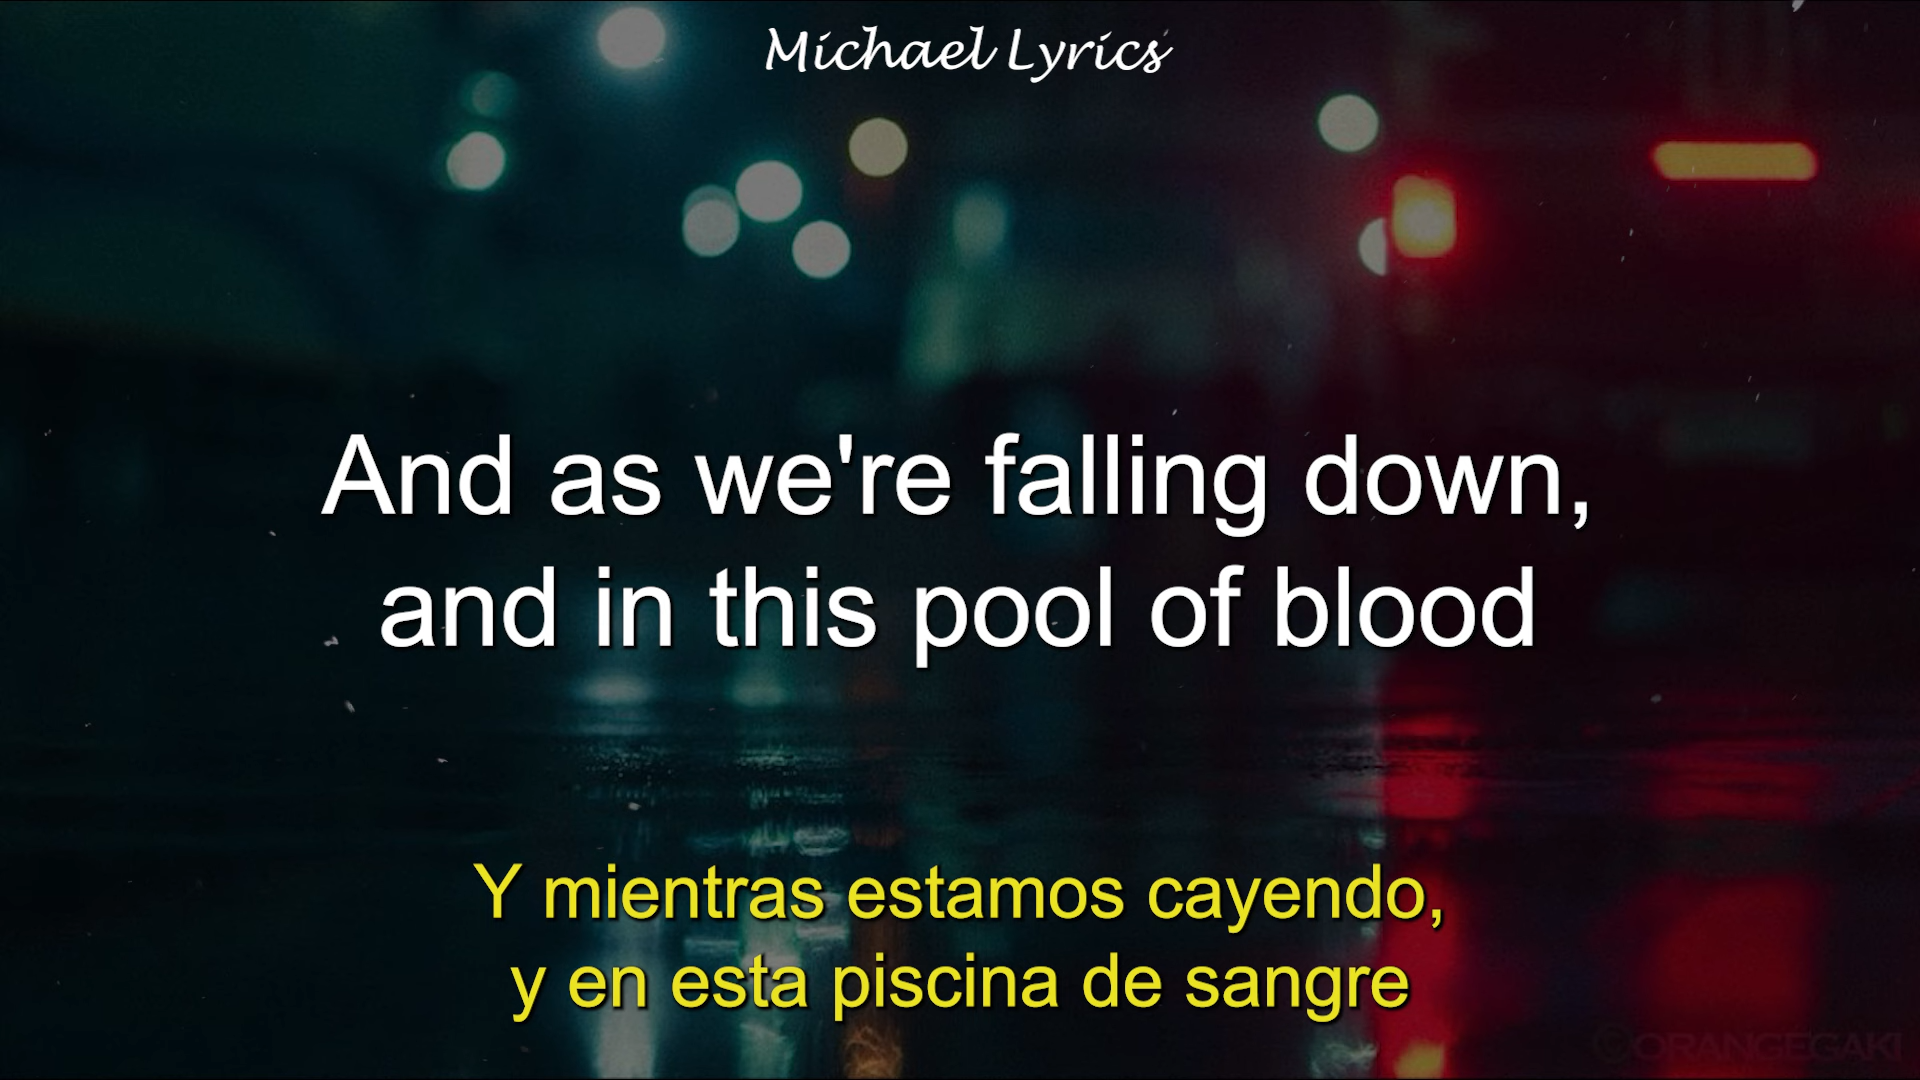 Michael Lyrics
And as we're falling down,
and in this pool of blood
Y mientras estamos cayendo,
y en esta piscina de sangre
©ORANGEGAKI